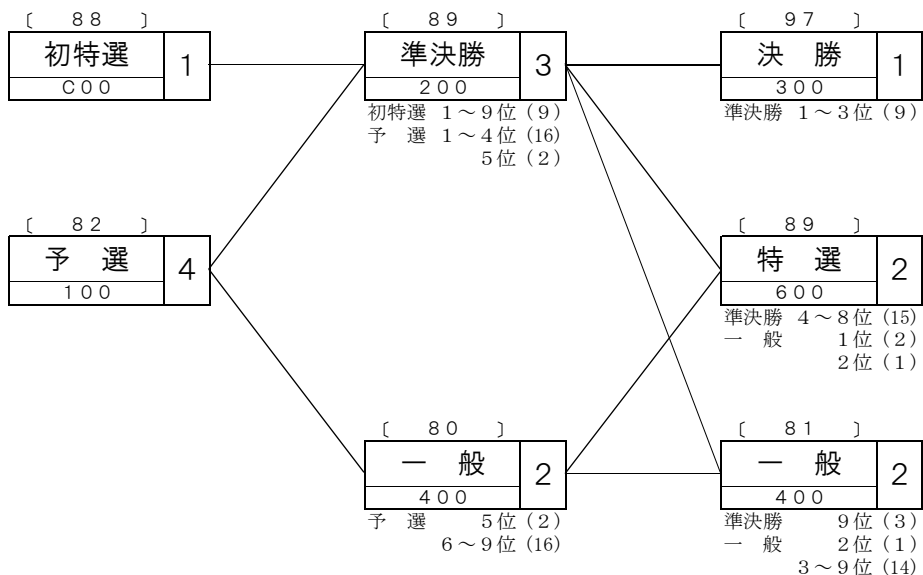 〔 88 〕
初特選 1
C00
〔 82 〕
予 選 4
100
〔 89 〕
準決勝 3
200
初特選 1～9位 (9)
予 選 1～4位 (16)
5位 (2)
〔 80 〕
一 般 2
400
予 選 5位 (2)
6～9位 (16)
〔 97 〕
決 勝 1
300
準決勝 1～3位 (9)
〔 89 〕
特 選 2
600
準決勝 4～8位 (15)
一 般 1位 (2)
2位 (1)
〔 81 〕
一 般 2
400
準決勝 9位 (3)
一 般 2位 (1)
3～9位 (14)